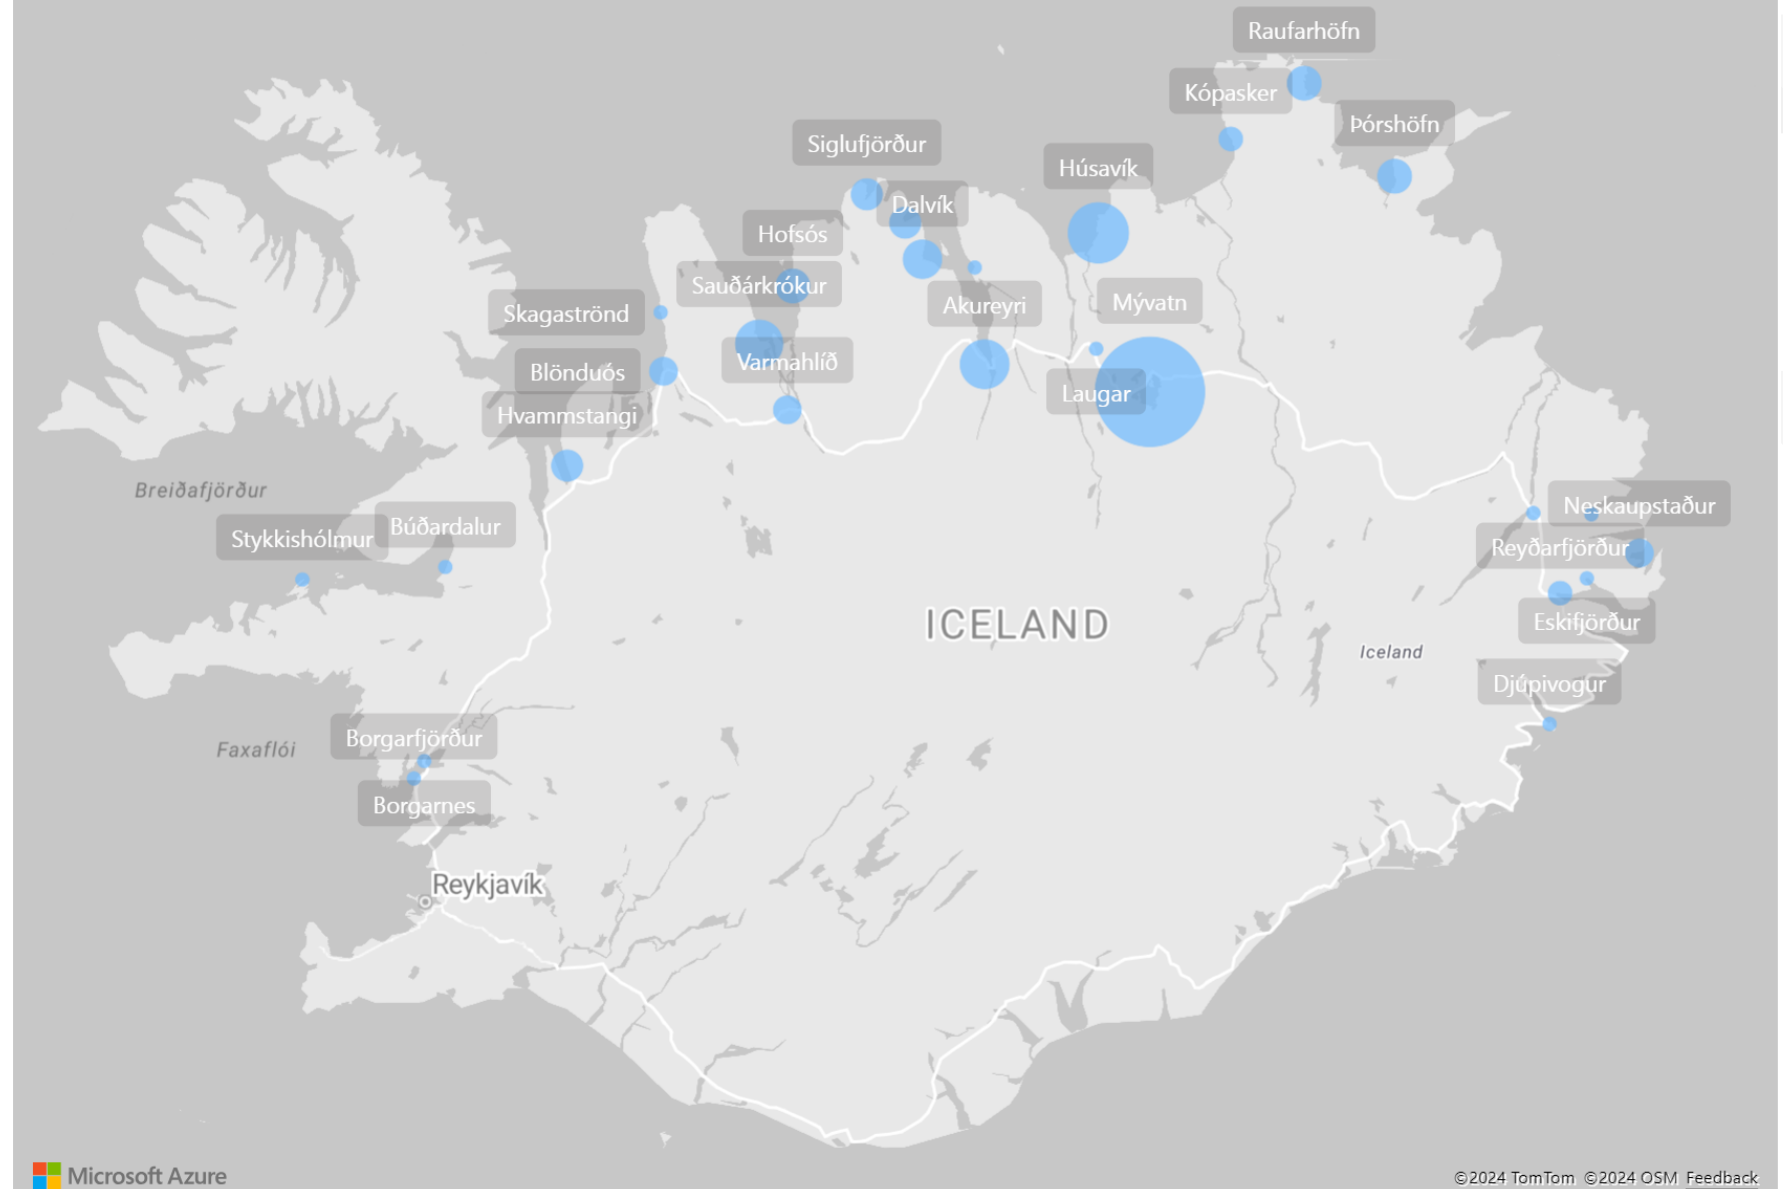 Raufarhöfn
Kópasker
Þórshöfn
Siglufjörður
Húsavík
Dalvík
Hofsós
Sauðárkrókur
Akureyri
Mývatn
Skagaströnd
Varmahlíð
Blönduós
Laugar
Hvammstangi
Breiðafjörður
Neskaupstaður
Búðardalur
Stykkishólmur
Reyðarfjörður
Eskifjörður
ICELAND
Iceland
Djúpivogur
Borgarfjörður
Faxaflói
Borgarnes
Reykjavík
Microsoft Azure
©2024 TomTom ©2024 OSM Feedback